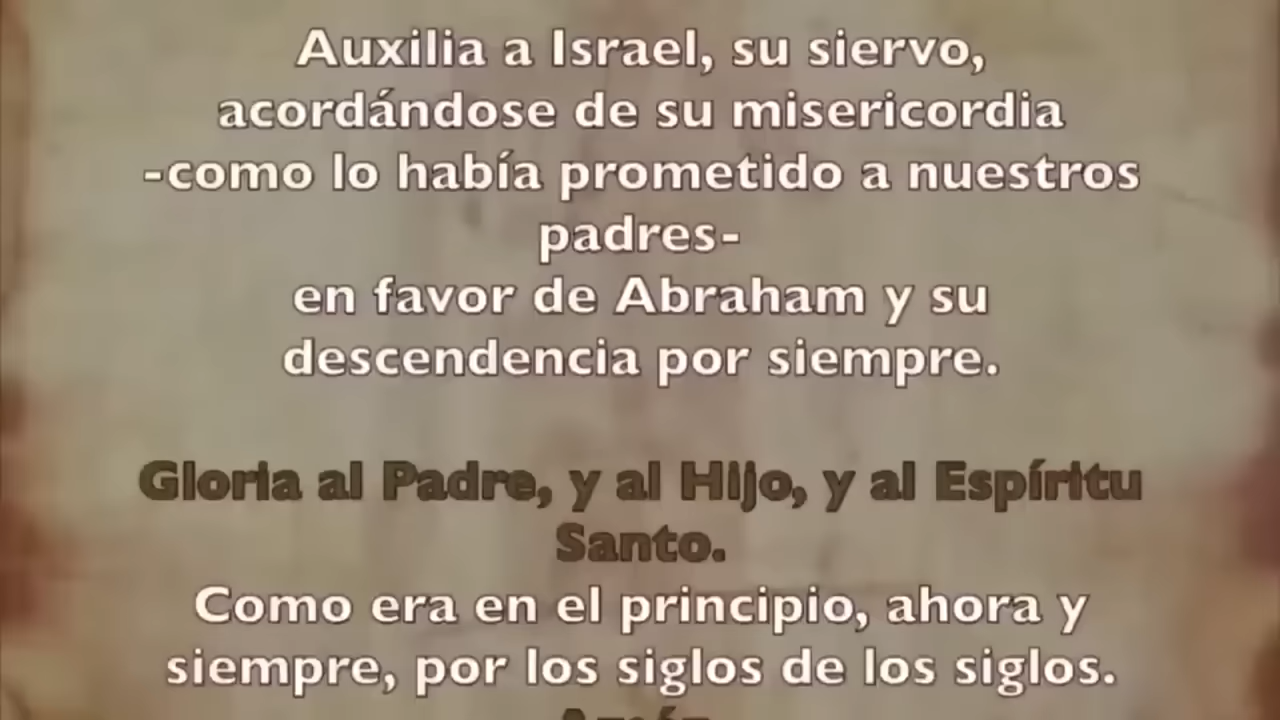 Auxilia a Israel, su siervo,
acordándose de su misericordia
-como lo había prometido a nuestros
padres-
en favor de Abraham y su
descendencia por siempre.
Gloria al Padre, y al Hijo, y al Espíritu
Santo.
Como era en el principio, ahora y
siempre, por los siglos de los siglos.